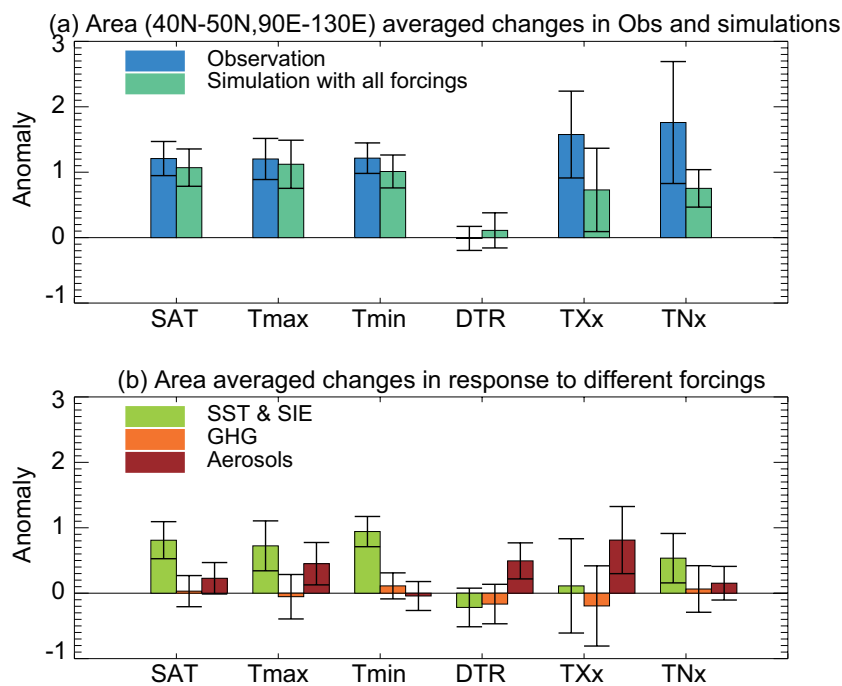 (a) Area (40N-50N,90E-130E) averaged changes in Obs and simulations
3
Observation
Simulation with all forcings
2
Anomaly
1
0
-1
SAT Tmax Tmin DTR TXx TNx
(b) Area averaged changes in response to different forcings
3
SST & SIE
GHG
2
Aerosols
Anomaly
1
0
-1
SAT Tmax Tmin DTR TXx TNx